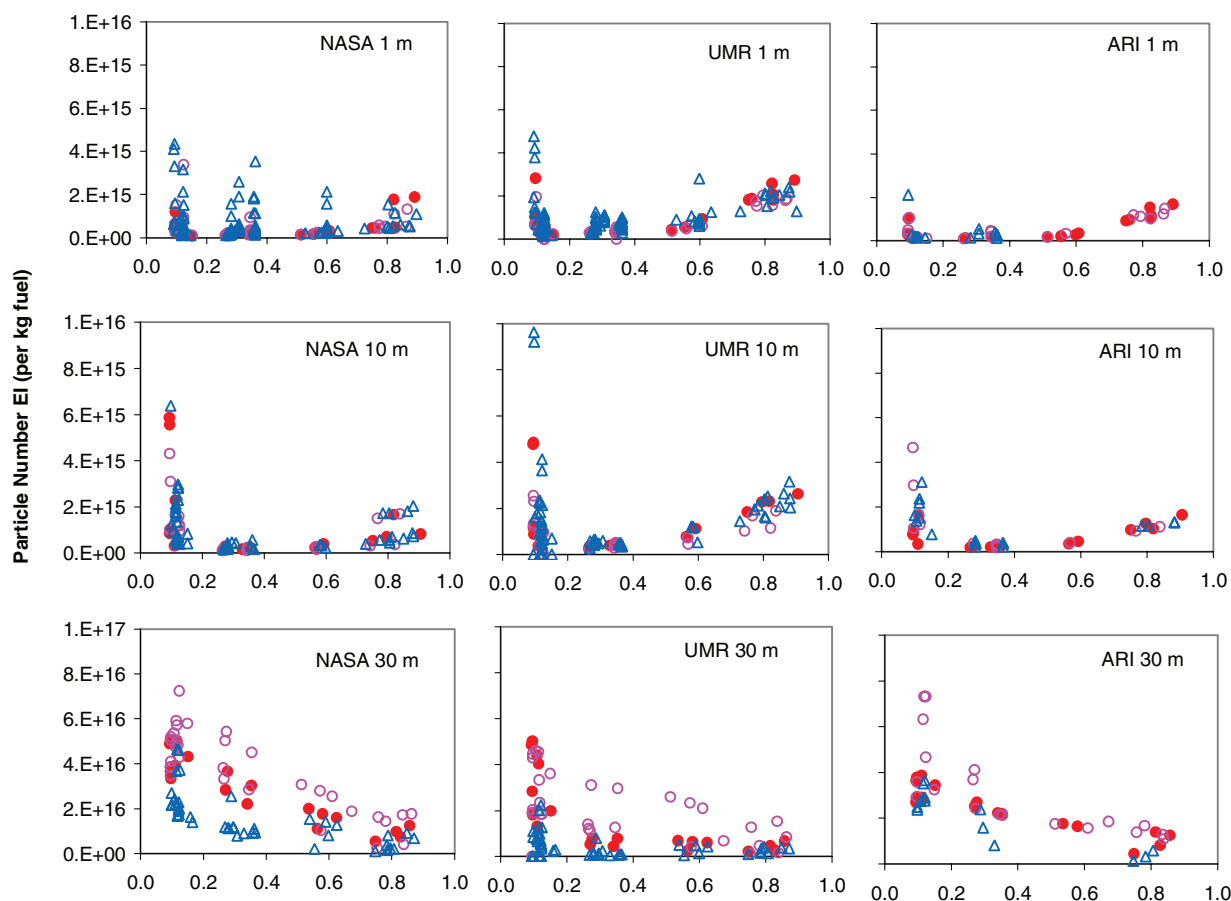 Particle Number EI (per kg fuel)
1.E+16
8.E+15
6.E+15
4.E+15
2.E+15
0.E+00
NASA 1 m
0.0 0.2 0.4 0.6 0.8 1.0
UMR 1 m
0.0 0.2 0.4 0.6 0.8 1.0
ARI 1 m
0.0 0.2 0.4 0.6 0.8 1.0
1.E+16
8.E+15
6.E+15
4.E+15
2.E+15
0.E+00
NASA 10 m
0.0 0.2 0.4 0.6 0.8 1.0
UMR 10 m
0.0 0.2 0.4 0.6 0.8 1.0
ARI 10 m
0.0 0.2 0.4 0.6 0.8 1.0
1.E+17
8.E+16
6.E+16
4.E+16
2.E+16
0.E+00
NASA 30 m
0.0 0.2 0.4 0.6 0.8 1.0
UMR 30 m
0.0 0.2 0.4 0.6 0.8 1.0
ARI 30 m
0.0 0.2 0.4 0.6 0.8 1.0